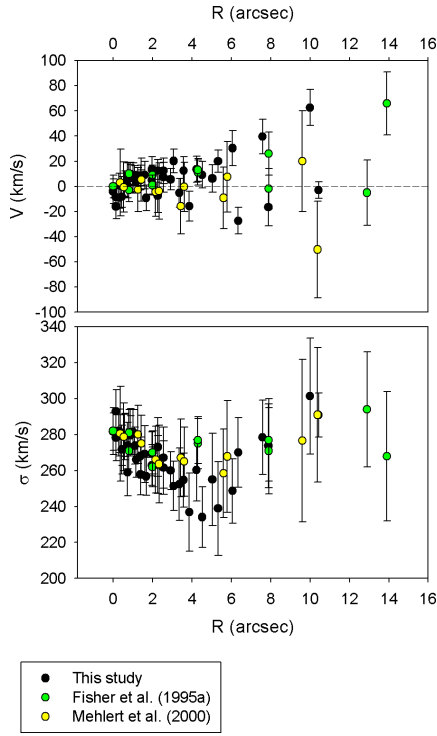 R (arcsec)
0 2 4 6 8 10 12 14 16
V (km/s)
100
80
60
40
20
0
-20
-40
-60
-80
-100
σ (km/s)
340
320
300
280
260
240
220
200
0 2 4 6 8 10 12 14 16
R (arcsec)
This study
Fisher et al. (1995a)
Mehlert et al. (2000)